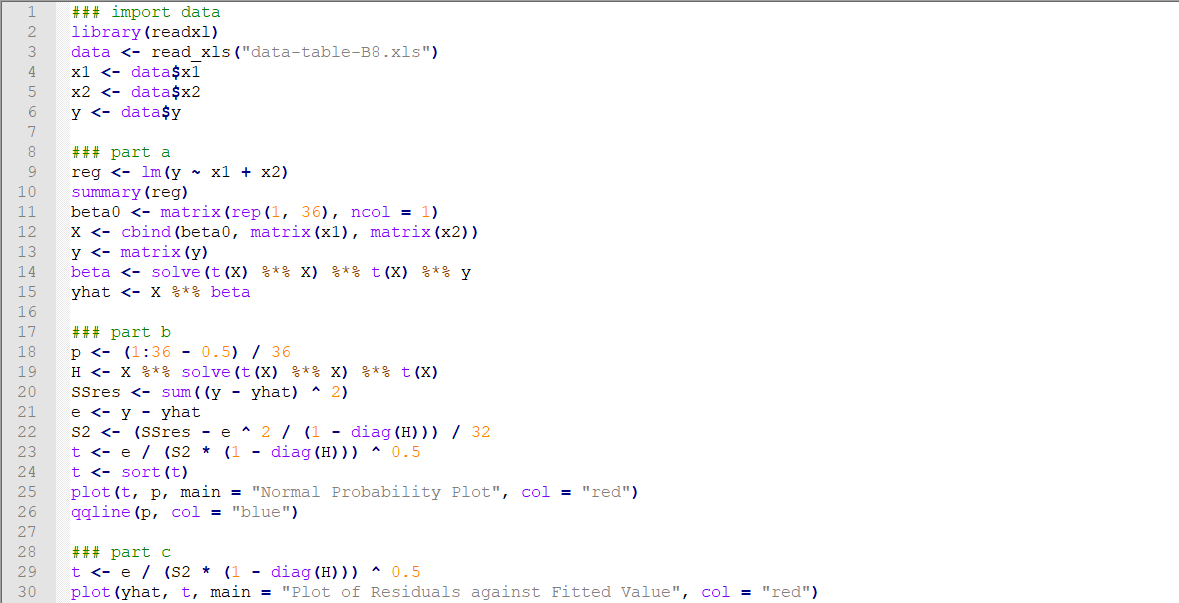 1 ### import data
2 library(readxl)
3 data <- read_xls("data-table-B8.xls")
4 x1 <- data$x1
5 x2 <- data$x2
6 y <- data$y
7
8 ### part a
9 reg <- lm(y ~ x1 + x2)
10 summary(reg)
11 beta0 <- matrix(rep(1, 36), ncol = 1)
12 X <- cbind(beta0, matrix(x1), matrix(x2))
13 y <- matrix(y)
14 beta <- solve(t(X) %*% X) %*% t(X) %*% y
15 yhat <- X %*% beta
16
17 ### part b
18 p <- (1:36 - 0.5) / 36
19 H <- X %*% solve(t(X) %*% X) %*% t(X)
20 SSres <- sum((y - yhat) ^ 2)
21 e <- y - yhat
22 S2 <- (SSres - e ^ 2 / (1 - diag(H))) / 32
23 t <- e / (S2 * (1 - diag(H))) ^ 0.5
24 t <- sort(t)
25 plot(t, p, main = "Normal Probability Plot", col = "red")
26 qqline(p, col = "blue")
27
28 ### part c
29 t <- e / (S2 * (1 - diag(H))) ^ 0.5
30 plot(yhat, t, main = "Plot of Residuals against Fitted Value", col = "red")